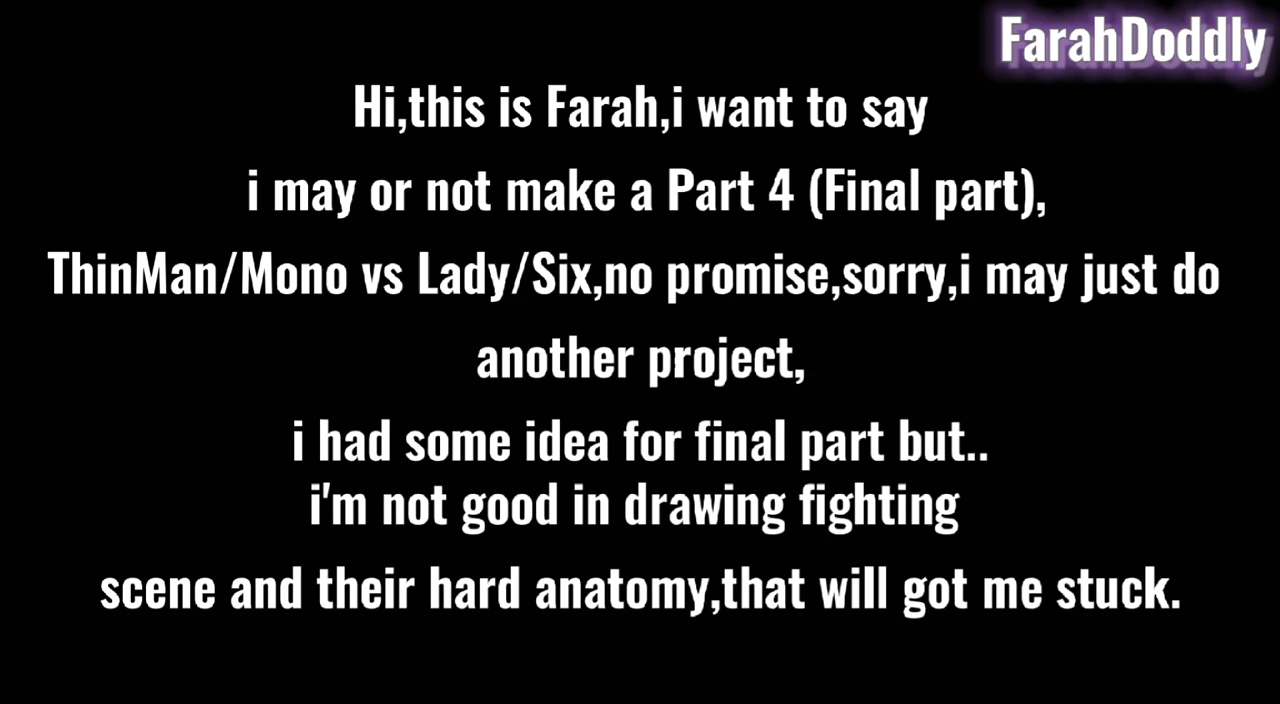 FarahDoddly
Hi,this is Farah,i want to say
i may or not make a Part 4 (Final part),
ThinMan/Mono vs Lady/Six,no promise,sorry,i may just do
another project,
i had some idea for final part but..
i'm not good in drawing fighting
scene and their hard anatomy,that will got me stuck.